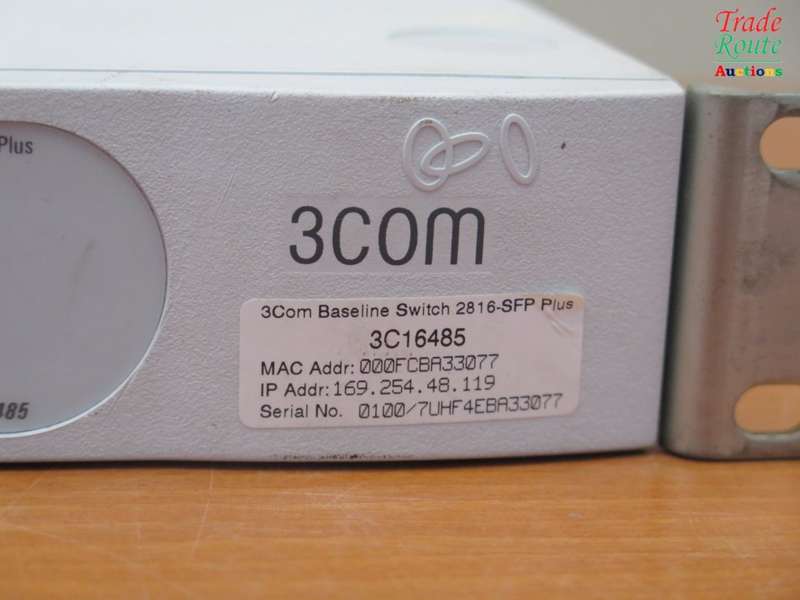 Trade
Route
Auctions
Plus
3COM
3Com Baseline Switch 2816-SFP Plus
3C16485
MAC Addr: 000FCBA33077
IP Addr: 169.254.48.119
Serial No. 0100/7UHF4EBA33077
485